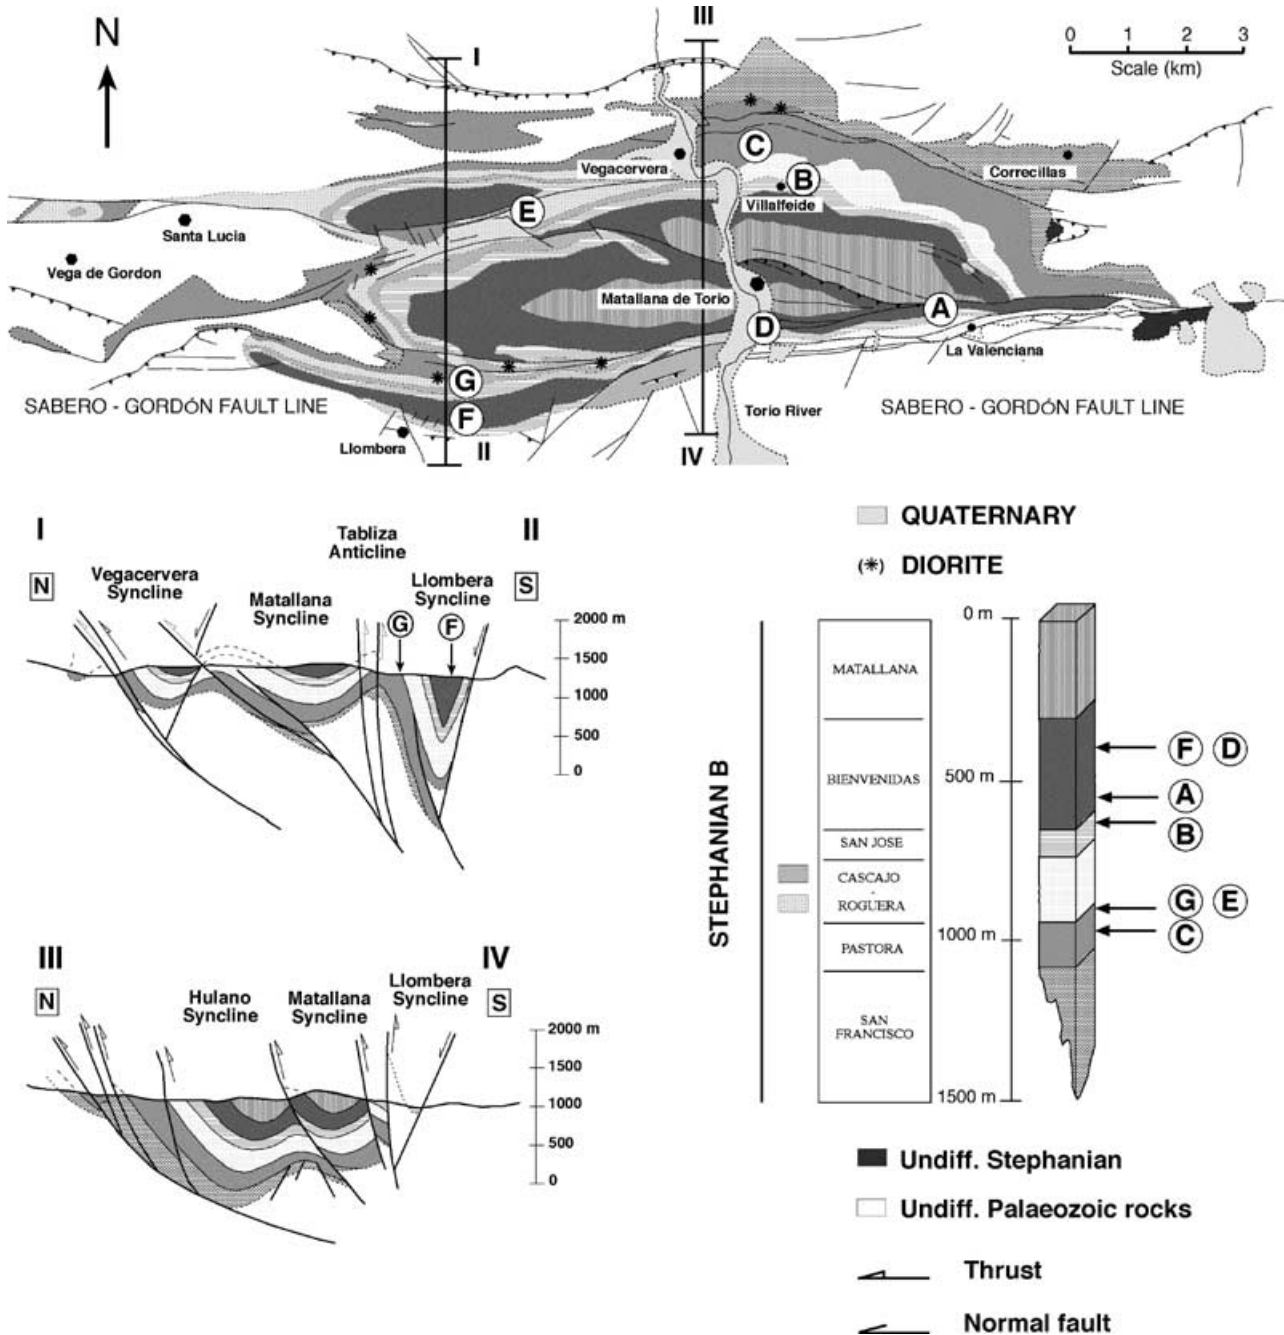 N
I
III
0 1 2 3
Scale (km)
C
Vegacervera
B
Correcillas
Villalfeide
E
Santa Lucia
Vega de Gordon
Matallana de Torio
A
D
La Valenciana
G
SABERO - GORDÓN FAULT LINE
F
Torio River
SABERO - GORDÓN FAULT LINE
Llombera
II
IV
I
II
Tabliza
Anticline
N
Vegacervera
Syncline
Matallana
Syncline
Llombera
Syncline
S
G
F
2000 m
1500
1000
500
0
III
IV
N
Hulano
Syncline
Matallana
Syncline
Llombera
Syncline
S
2000 m
1500
1000
500
0
QUATERNARY
(*) DIORITE
STEPHANIAN B
MATALLANA
BIENVENIDAS
SAN JOSE
CASCAJO
-
ROGUERA
PASTORA
SAN
FRANCISCO
0 m
500 m
1000 m
1500 m
F D
A
B
G E
C
Undiff. Stephanian
Undiff. Palaeozoic rocks
Thrust
Normal fault